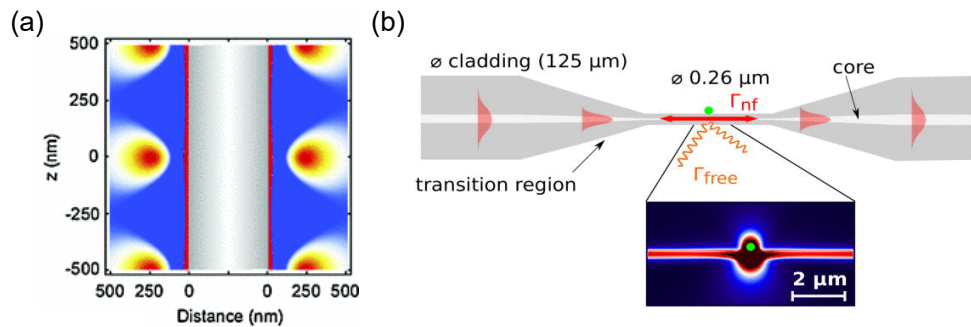 (a)
500
250
0
-250
-500
z (nm)
500 250 0 0 250 500
Distance (nm)
(b)
⌀ cladding (125 µm)
⌀ 0.26 µm
core
Γnf
transition region
Γfree
2 µm